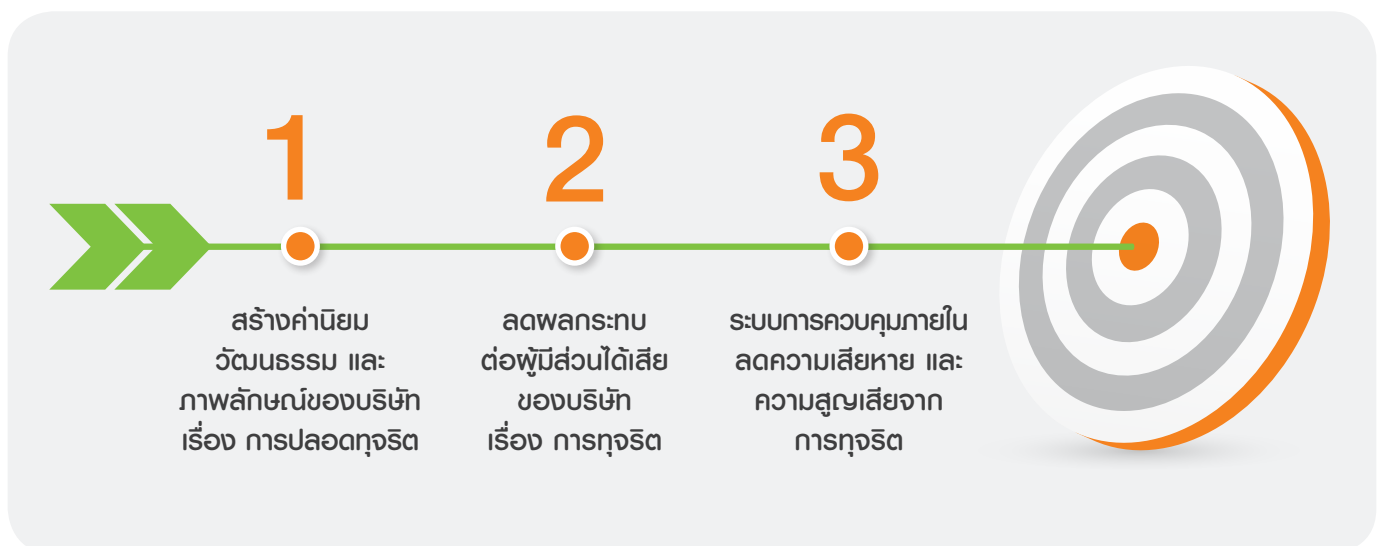 1
สร้างค่านิยม
วัฒนธรรม และ
ภาพลักษณ์ของบริษัท
เรื่อง การปลอดทุจริต
2
ลดผลกระทบ
ต่อผู้มีส่วนได้เสีย
ของบริษัท
เรื่อง การทุจริต
3
ระบบการควบคุมภายใน
ลดความเสียหาย และ
ความสูญเสียจาก
การทุจริต